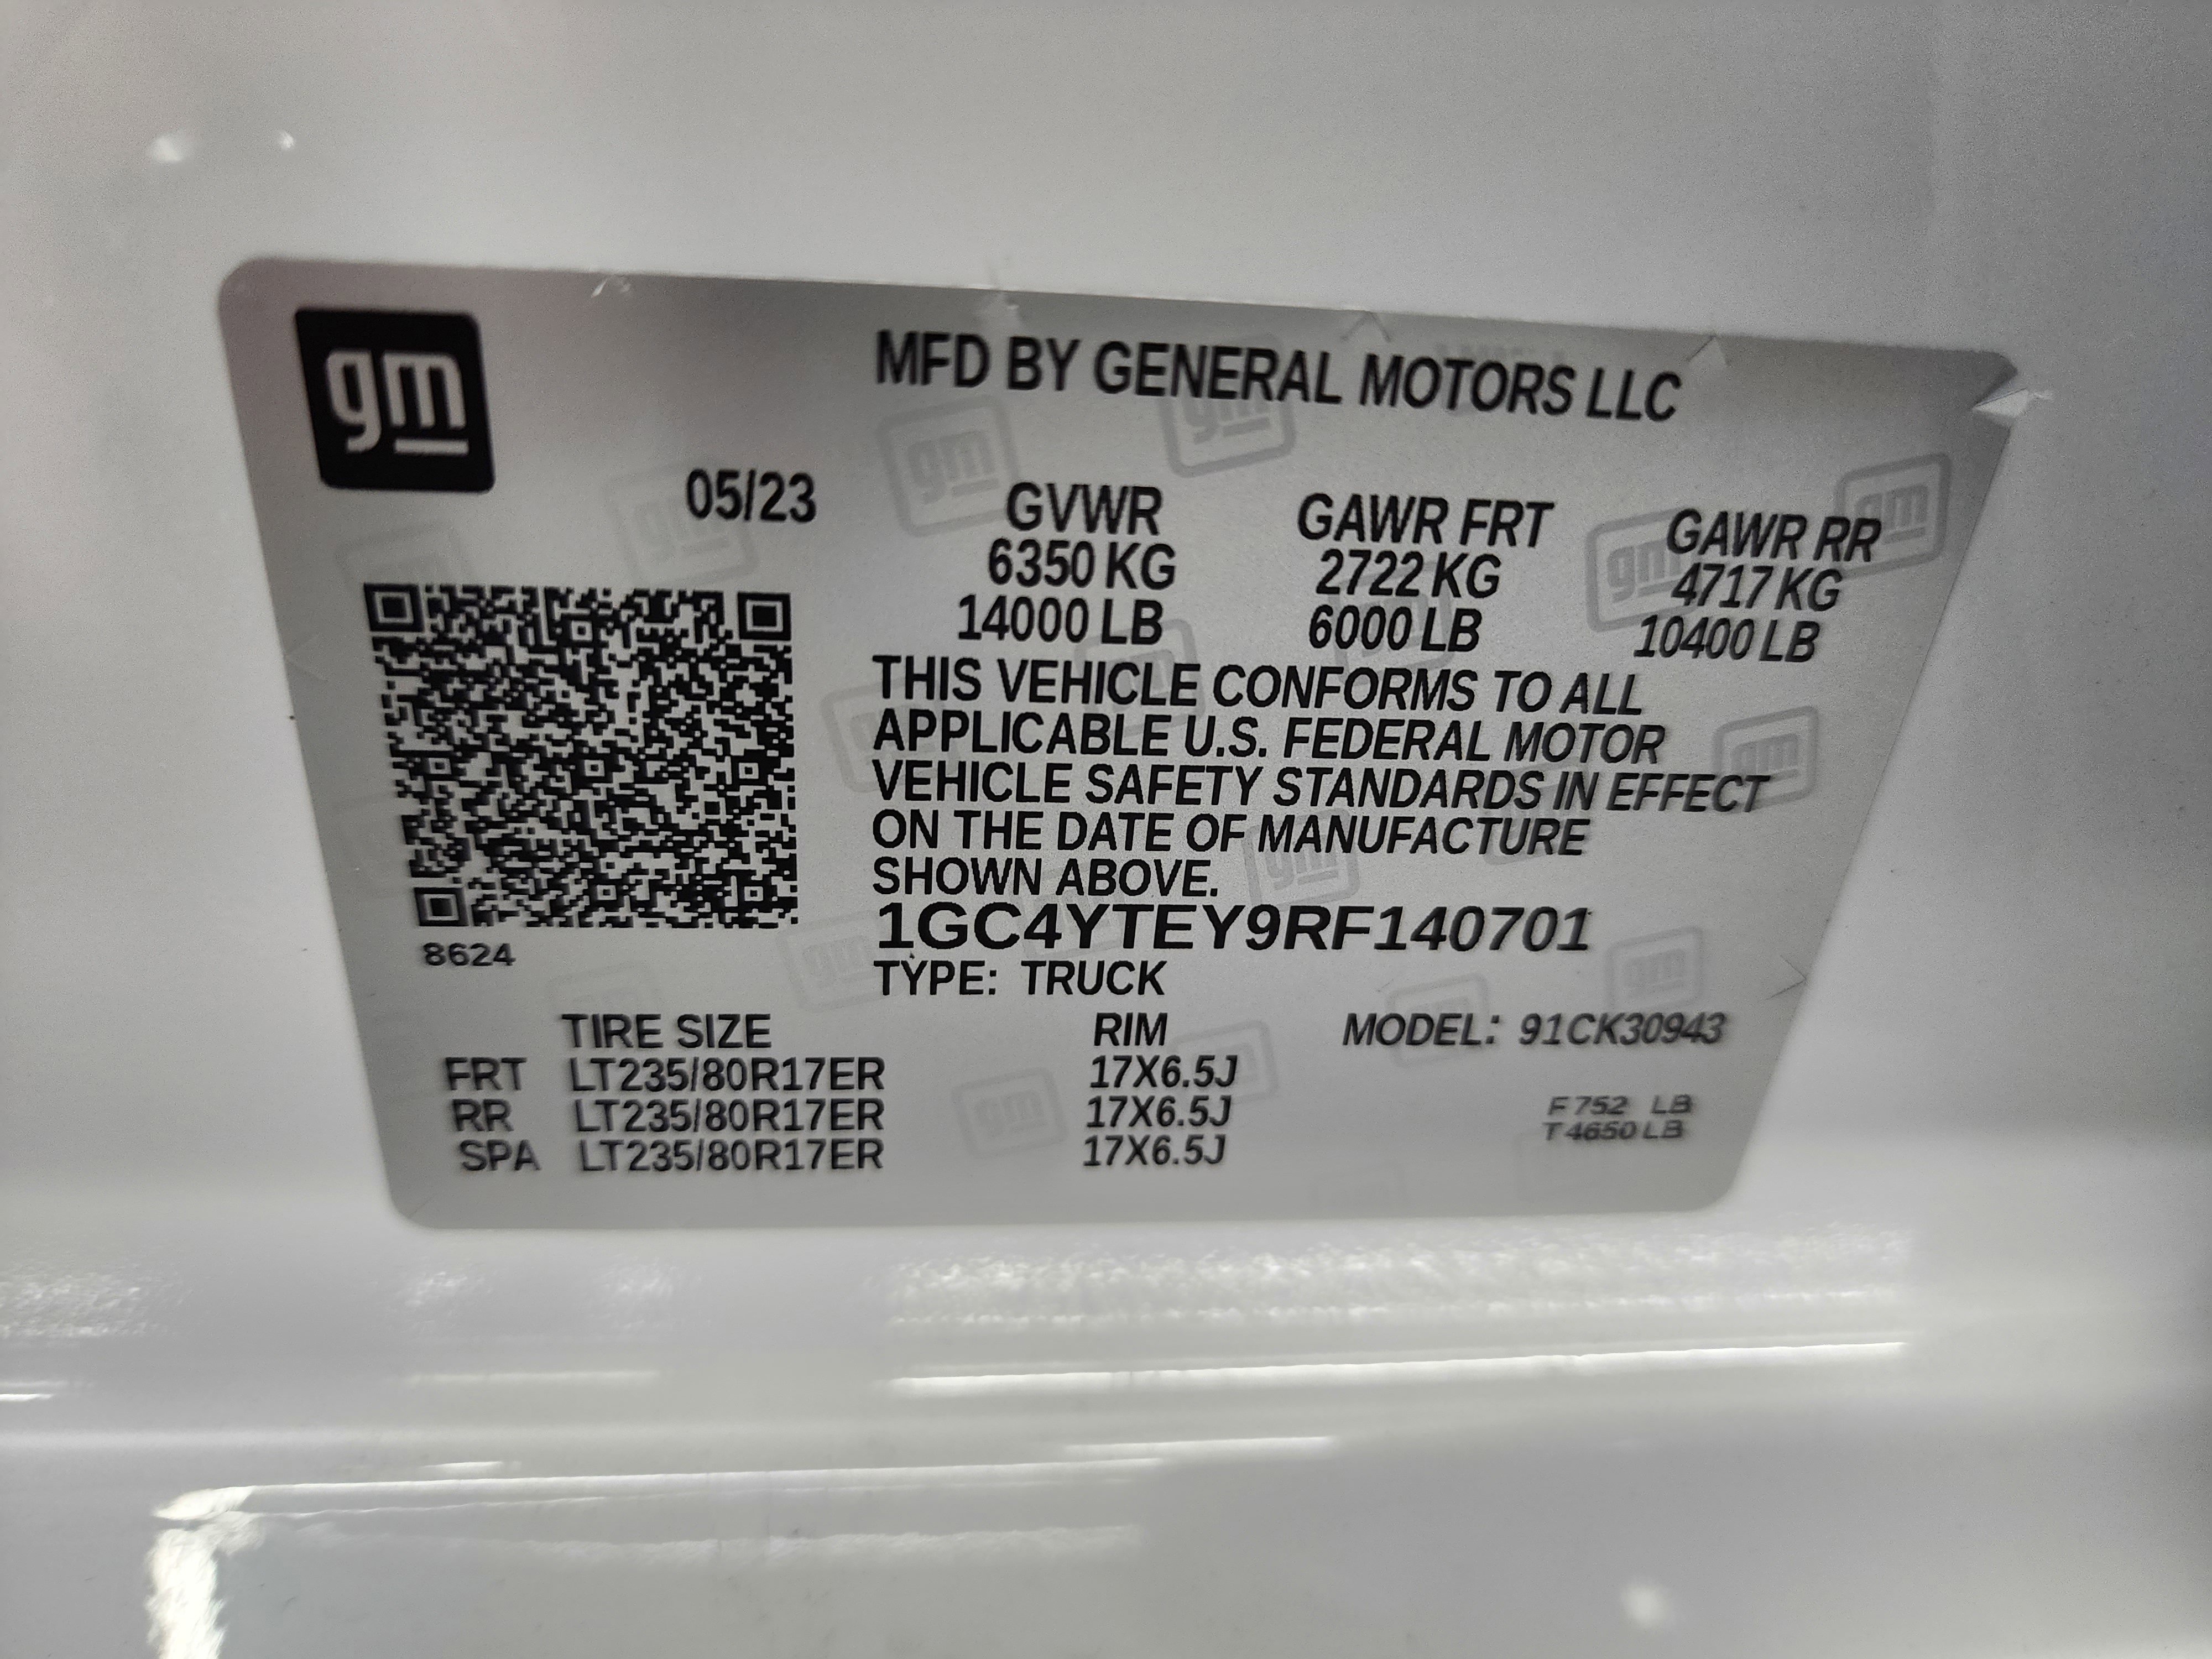 gm
MFD BY GENERAL MOTORS LLC
05/23
GVWR GAWR FRT GAWR RR
6350 KG 2722 KG 4717 KG
14000 LB 6000 LB 10400 LB
THIS VEHICLE CONFORMS TO ALL
APPLICABLE U.S. FEDERAL MOTOR
VEHICLE SAFETY STANDARDS IN EFFECT
ON THE DATE OF MANUFACTURE
SHOWN ABOVE.
1GC4YTEY9RF140701
8624
TYPE: TRUCK
TIRE SIZE RIM MODEL: 91CK30943
FRT LT235/80R17ER 17X6.5J
RR LT235/80R17ER 17X6.5J
SPA LT235/80R17ER 17X6.5J
F 752 LB
T 4650 LB